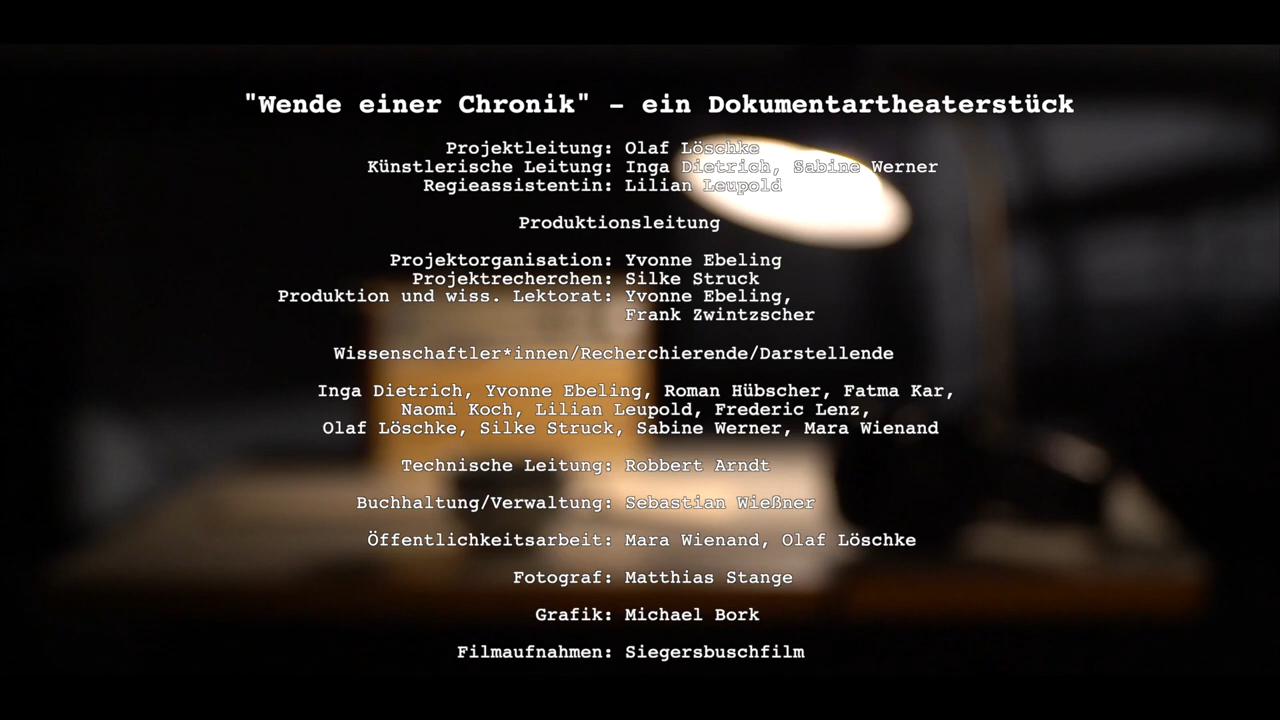 "Wende einer Chronik" – ein Dokumentartheaterstück
Projektleitung: Olaf Löschke
Künstlerische Leitung: Inga Dietrich, Sabine Werner
Regieassistentin: Lilian Leupold
Produktionsleitung
Projektorganisation: Yvonne Ebeling
Projektrecherchen: Silke Struck
Produktion und wiss. Lektorat: Yvonne Ebeling,
Frank Zwintzscher
Wissenschaftler*innen/Recherchierende/Darstellende
Inga Dietrich, Yvonne Ebeling, Roman Hübscher, Fatma Kar,
Naomi Koch, Lilian Leupold, Frederic Lenz,
Olaf Löschke, Silke Struck, Sabine Werner, Mara Wienand
Technische Leitung: Robbert Arndt
Buchhaltung/Verwaltung: Sebastian Wießner
Öffentlichkeitsarbeit: Mara Wienand, Olaf Löschke
Fotograf: Matthias Stange
Grafik: Michael Bork
Filmaufnahmen: Siegersbuschfilm